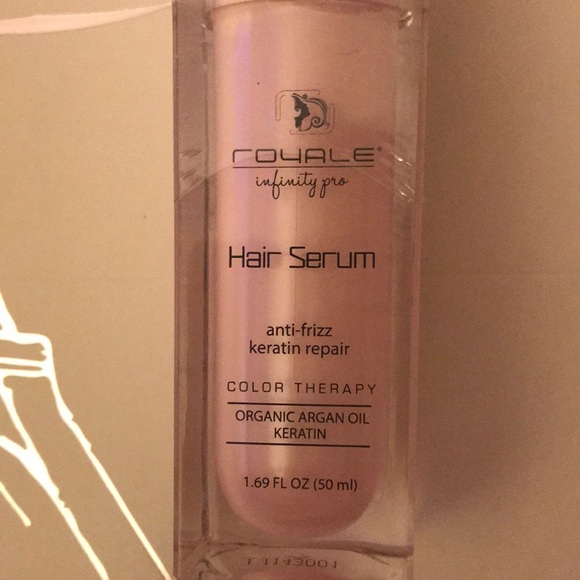 ROYALE®
infinity pro
Hair Serum
anti-frizz
keratin repair
COLOR THERAPY
ORGANIC ARGAN OIL
KERATIN
1.69 FL OZ (50 ml)